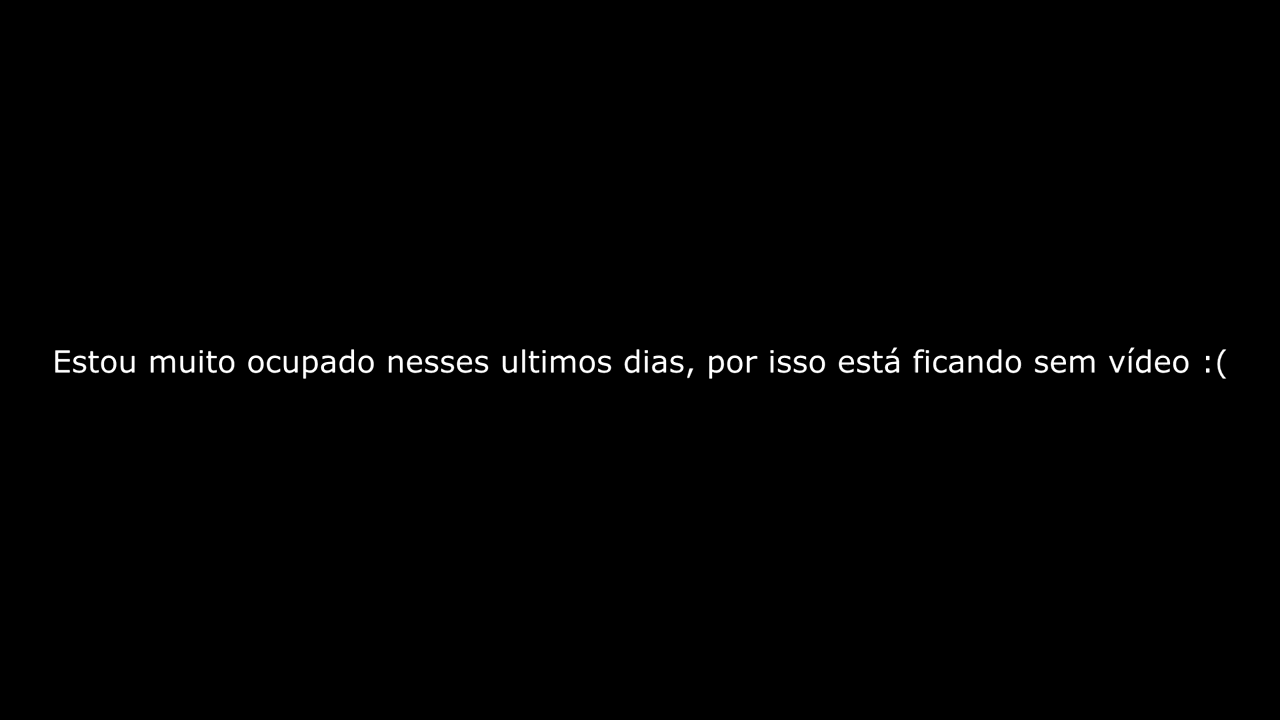 Estou muito ocupado nesses ultimos dias, por isso está ficando sem vídeo :(